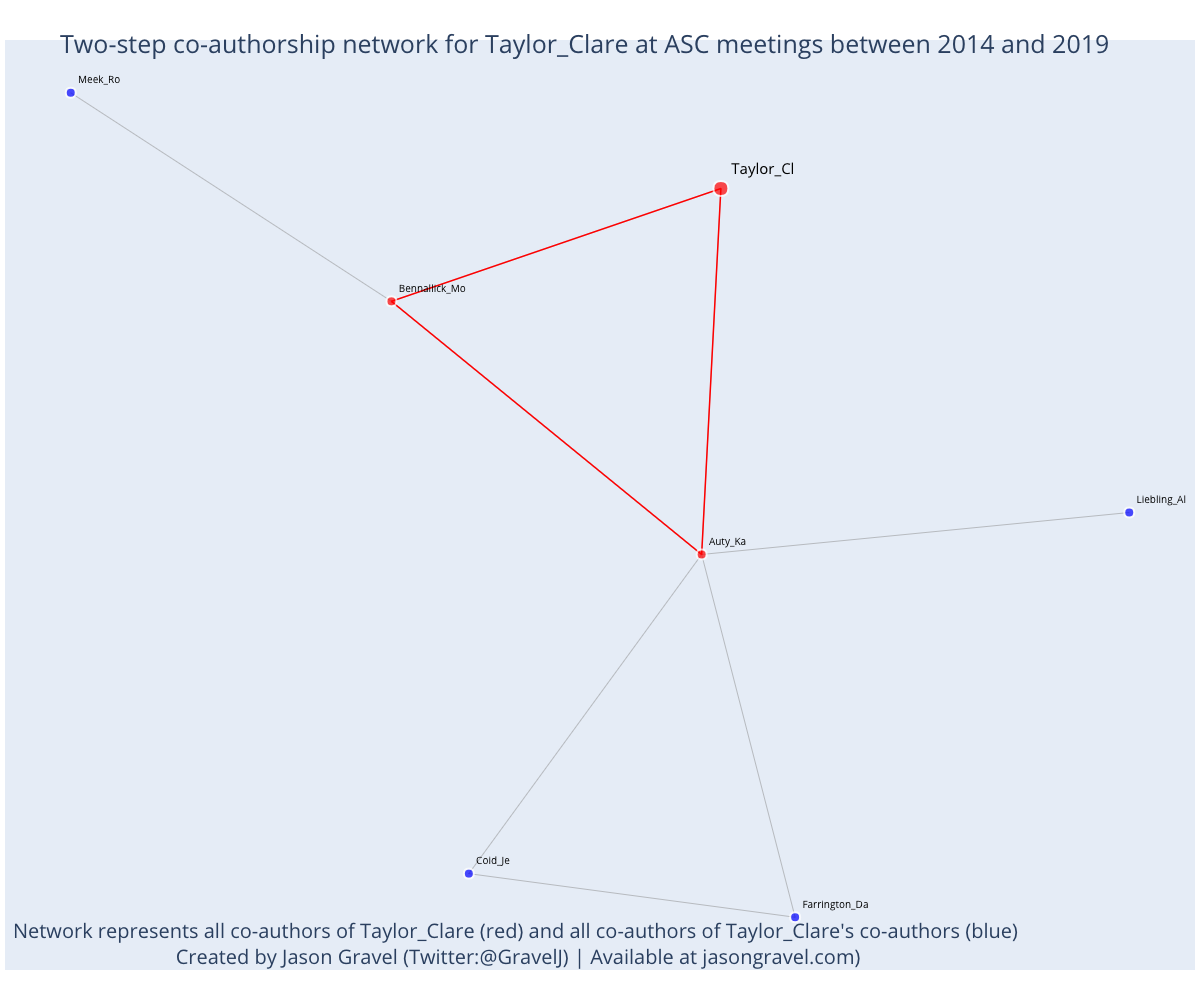 Two-step co-authorship network for Taylor_Clare at ASC meetings between 2014 and 2019
Meek_Ro
Taylor_Cl
Bennallick_Mo
Liebling_Al
Auty_Ka
Coid_Je
Farrington_Da
Network represents all co-authors of Taylor_Clare (red) and all co-authors of Taylor_Clare's co-authors (blue)
Created by Jason Gravel (Twitter:@GravelJ) | Available at jasongravel.com)